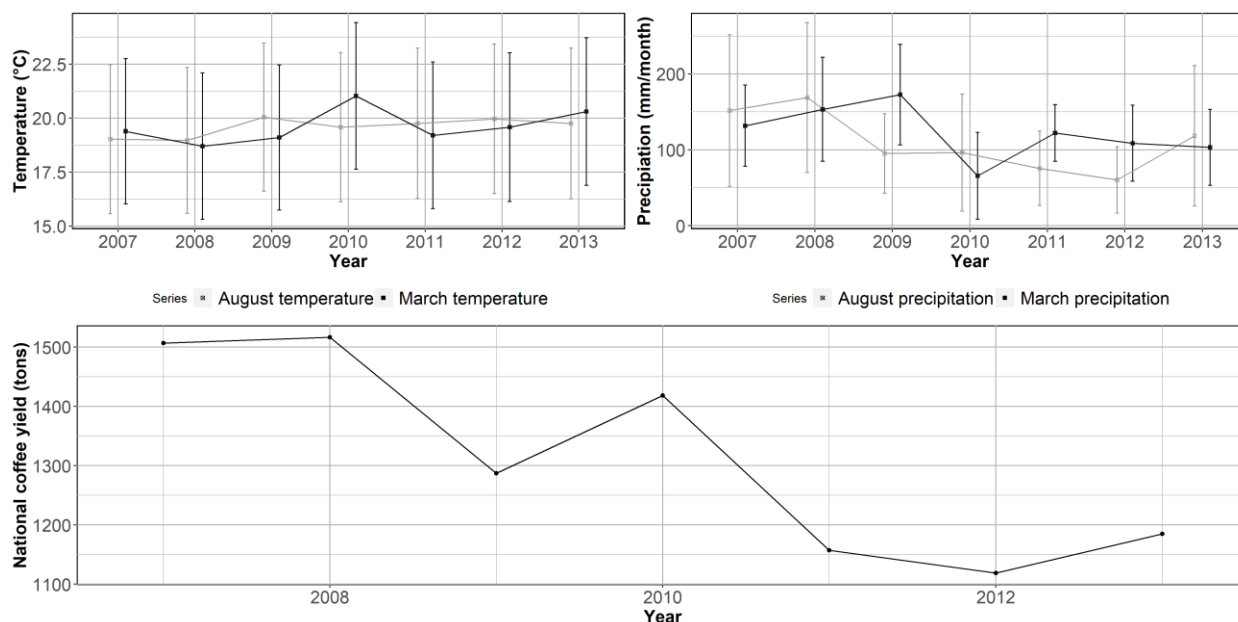 Temperature (°C)
22.5
20.0
17.5
15.0
2007 2008 2009 2010 2011 2012 2013
Year
Series August temperature March temperature
Precipiation (mm/month)
200
100
0
2007 2008 2009 2010 2011 2012 2013
Year
Series August precipitation March precipitation
National coffee yield (tons)
1500
1400
1300
1200
1100
2008 2010 2012
Year